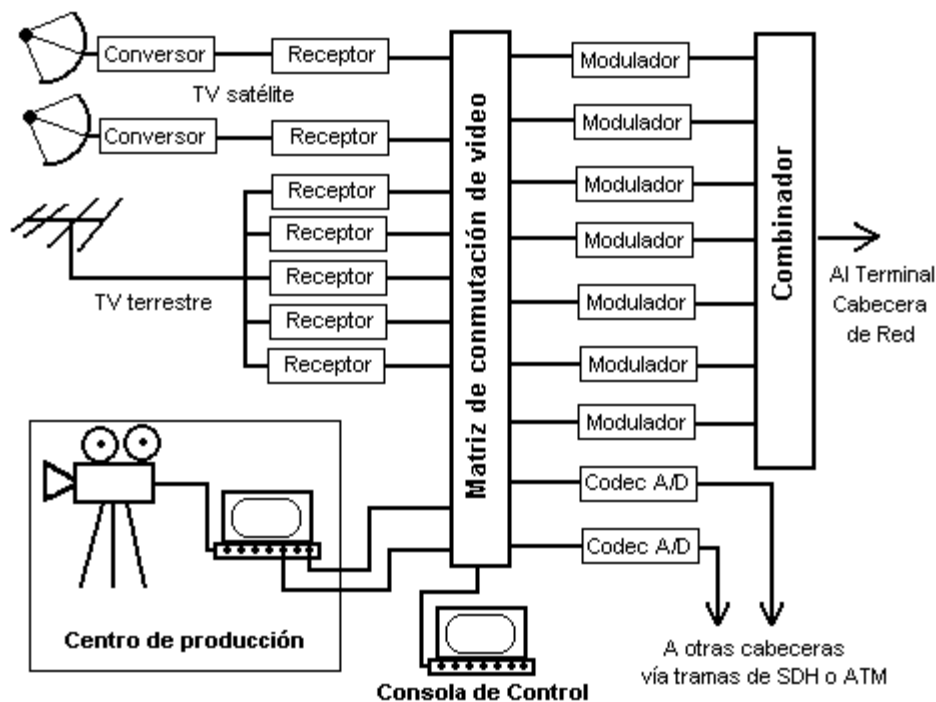 Conversor
Receptor
TV satélite
Conversor
Receptor
Receptor
Receptor
Receptor
Receptor
Receptor
TV terrestre
Matriz de conmutación de video
Modulador
Modulador
Modulador
Modulador
Modulador
Modulador
Modulador
Codec A/D
Codec A/D
Combinador
Al Terminal
Cabecera
de Red
Centro de producción
Consola de Control
A otras cabeceras
vía tramas de SDH o ATM